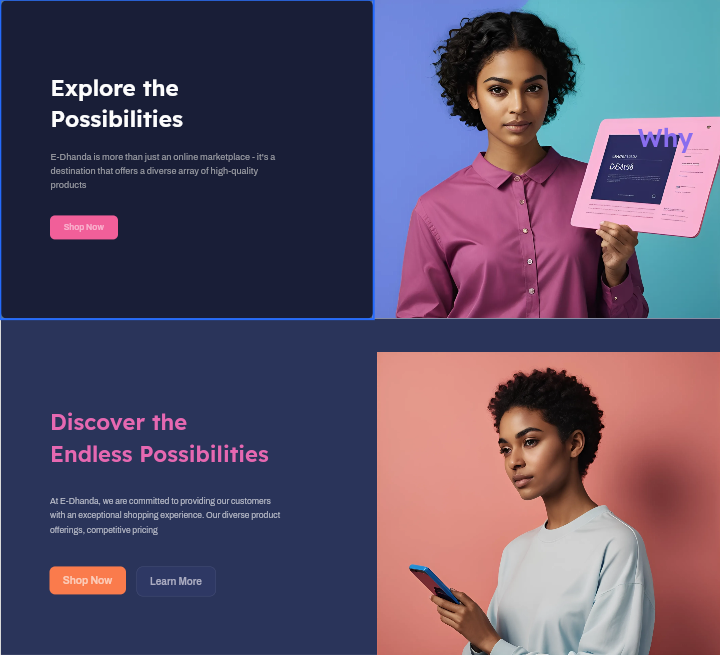 Explore the
Possibilities
E-Dhanda is more than just an online marketplace - it's a
destination that offers a diverse array of high-quality
products
Shop Now
Why
Discover the
Endless Possibilities
At E-Dhanda, we are committed to providing our customers
with an exceptional shopping experience. Our diverse product
offerings, competitive pricing
Shop Now
Learn More